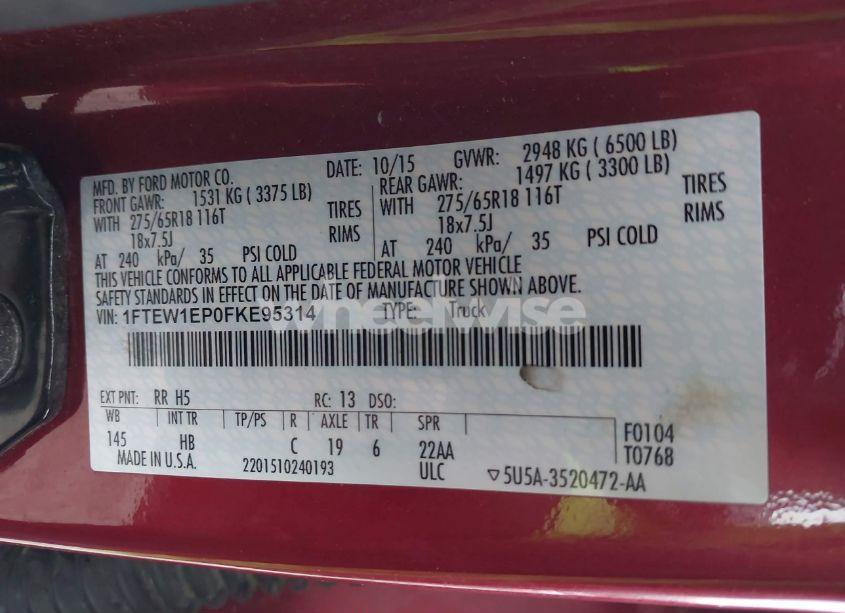 MFD. BY FORD MOTOR CO. DATE: 10/15 GVWR: 2948 KG ( 6500 LB)
FRONT GAWR: 1531 KG ( 3375 LB) REAR GAWR: 1497 KG ( 3300 LB)
WITH 275/65R18 116T TIRES WITH 275/65R18 116T TIRES
18x7.5J RIMS 18x7.5J RIMS
AT 240 kPa/ 35 PSI COLD AT 240 kPa/ 35 PSI COLD
THIS VEHICLE CONFORMS TO ALL APPLICABLE FEDERAL MOTOR VEHICLE
SAFETY STANDARDS IN EFFECT ON THE DATE OF MANUFACTURE SHOWN ABOVE.
VIN: 1FTEW1EP0FKE95314 TYPE: Truck
wheelwise
EXT PNT: RR H5 RC: 13 DSO:
WB INT TR TP/PS R AXLE TR SPR
145 HB C 19 6 22AA F0104
MADE IN U.S.A. 2201510240193 ULC T0768
▽5U5A-3520472-AA